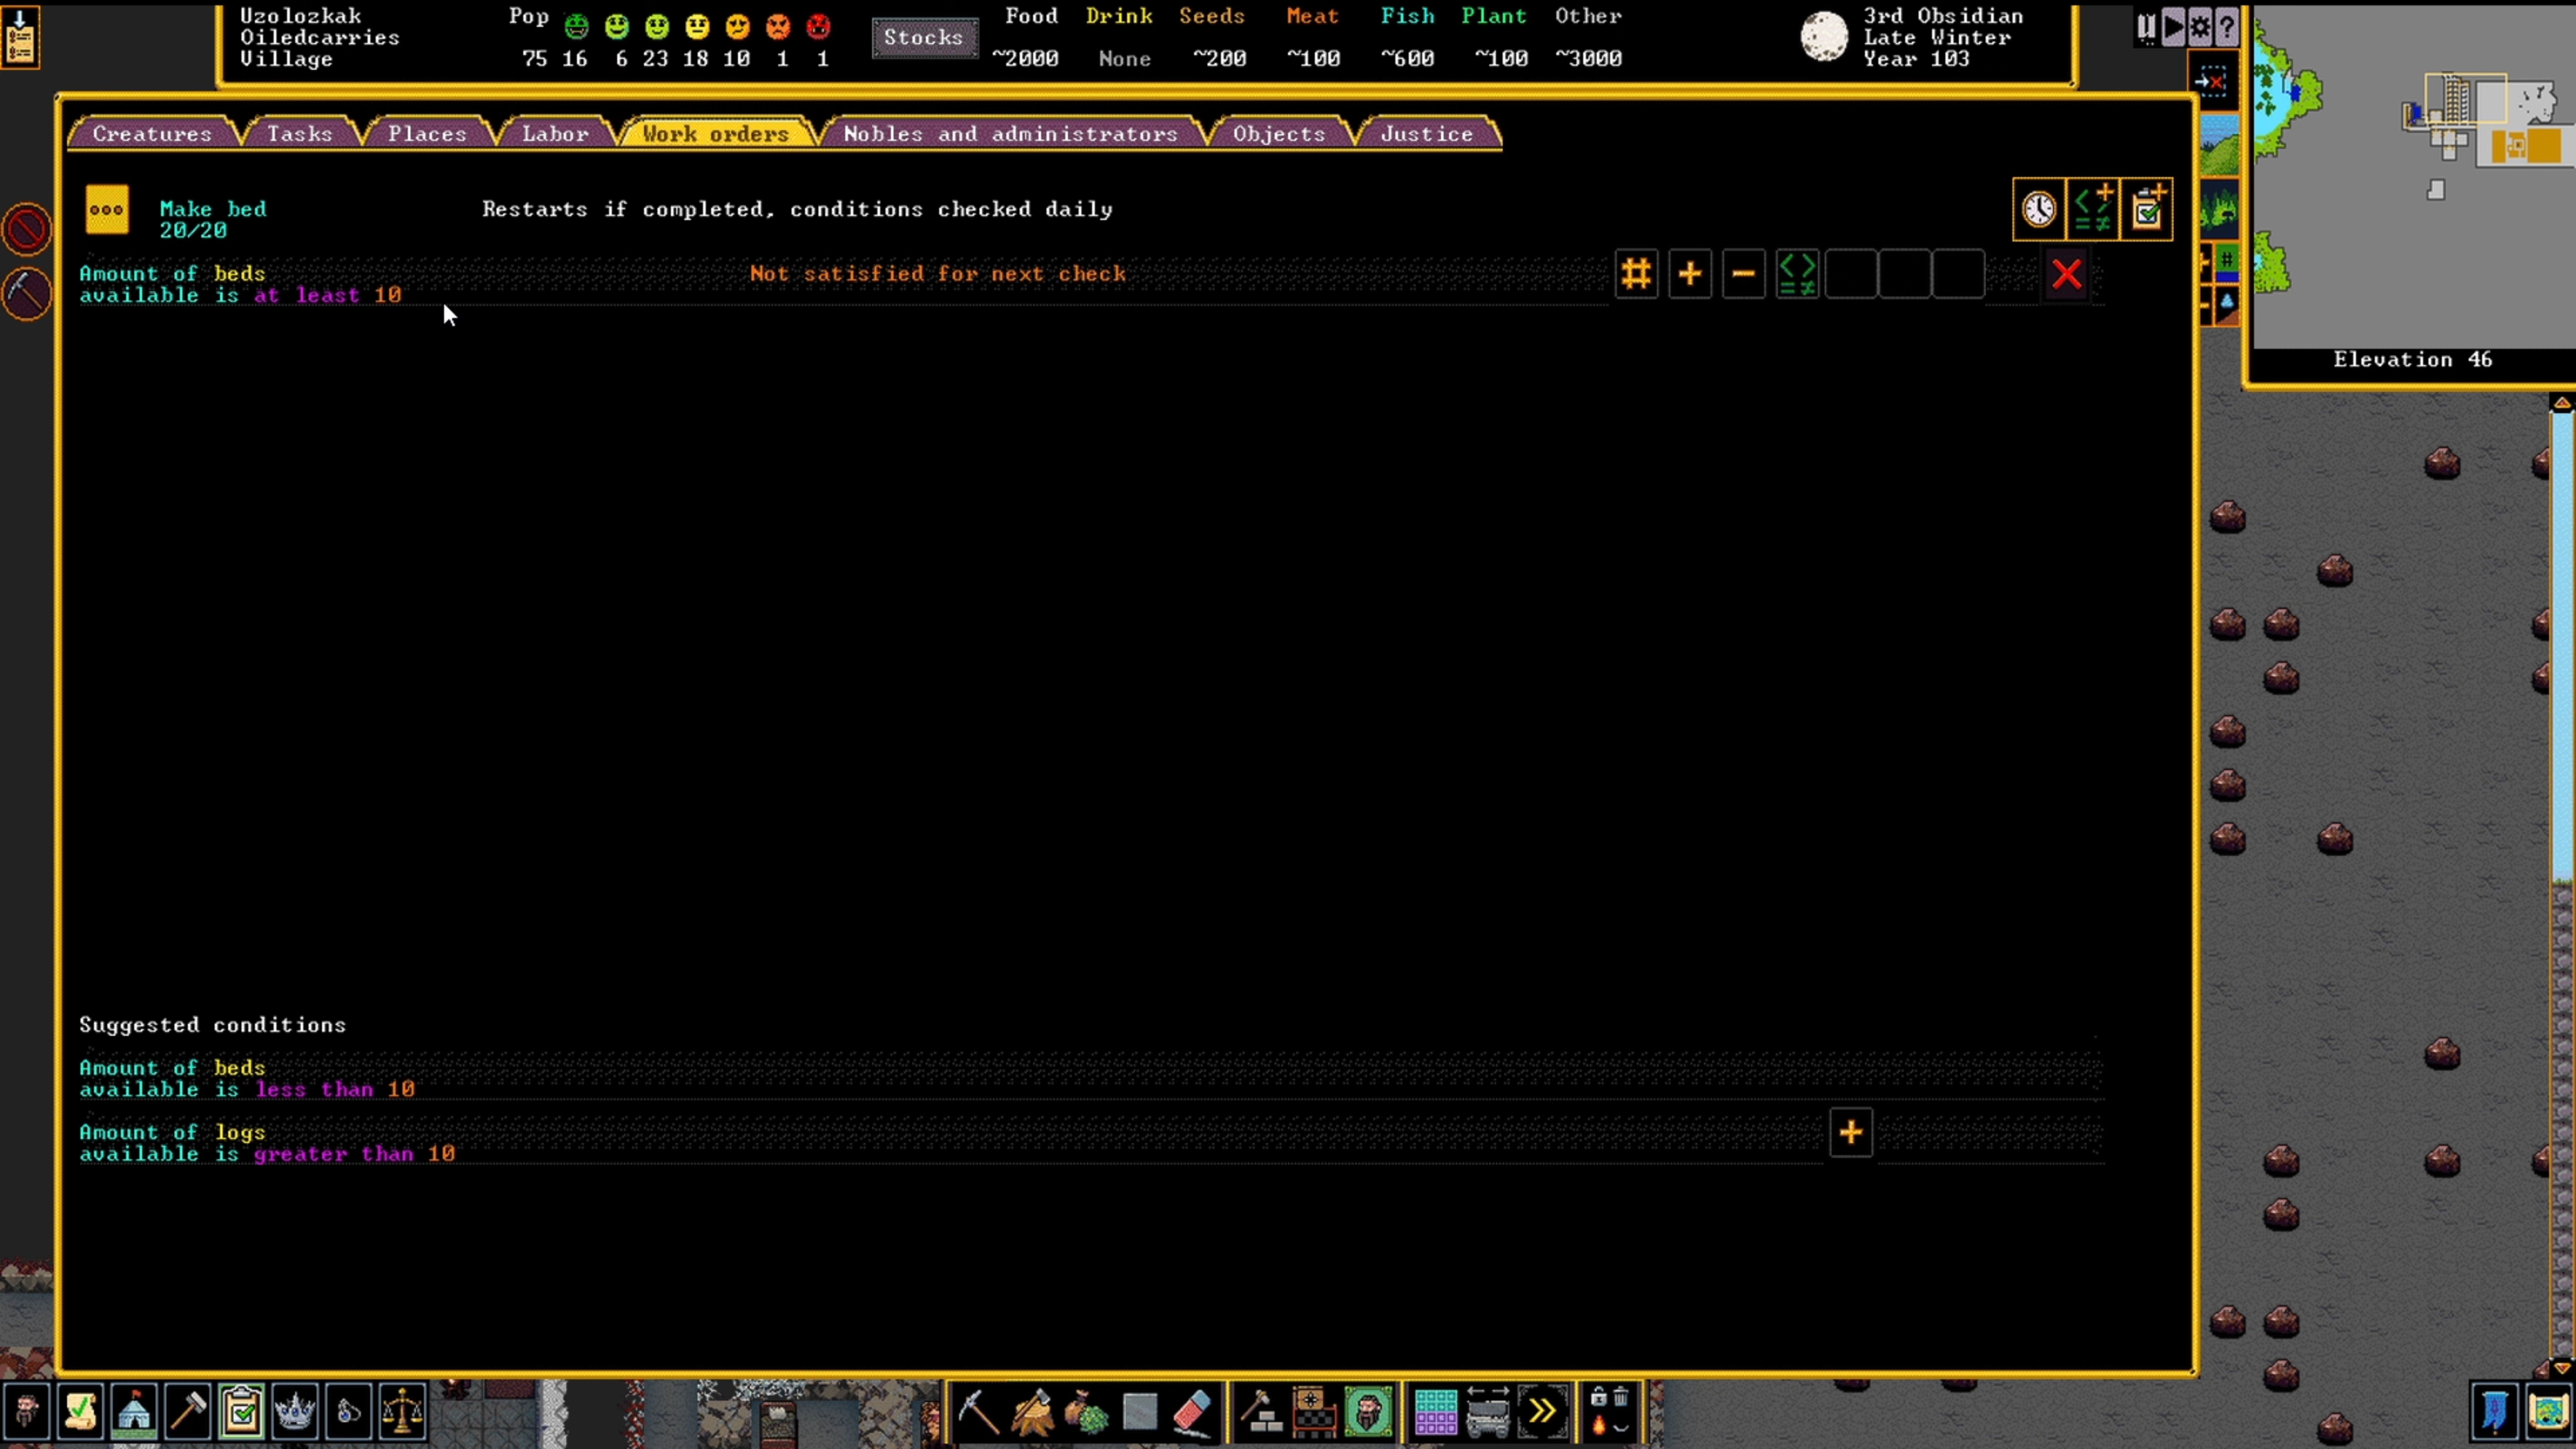 Uzolozkak
Oiledcarries
Village
Pop
75 16 6 23 18 10 1 1
Stocks
Food Drink Seeds Meat Fish Plant Other
~2000 None ~200 ~100 ~600 ~100 ~3000
3rd Obsidian
Late Winter
Year 103
?
Creatures Tasks Places Labor Work orders Nobles and administrators Objects Justice
Make bed
20/20
Restarts if completed, conditions checked daily
Amount of beds
available is at least 10
Not satisfied for next check
Elevation 46
Suggested conditions
Amount of beds
available is less than 10
Amount of logs
available is greater than 10